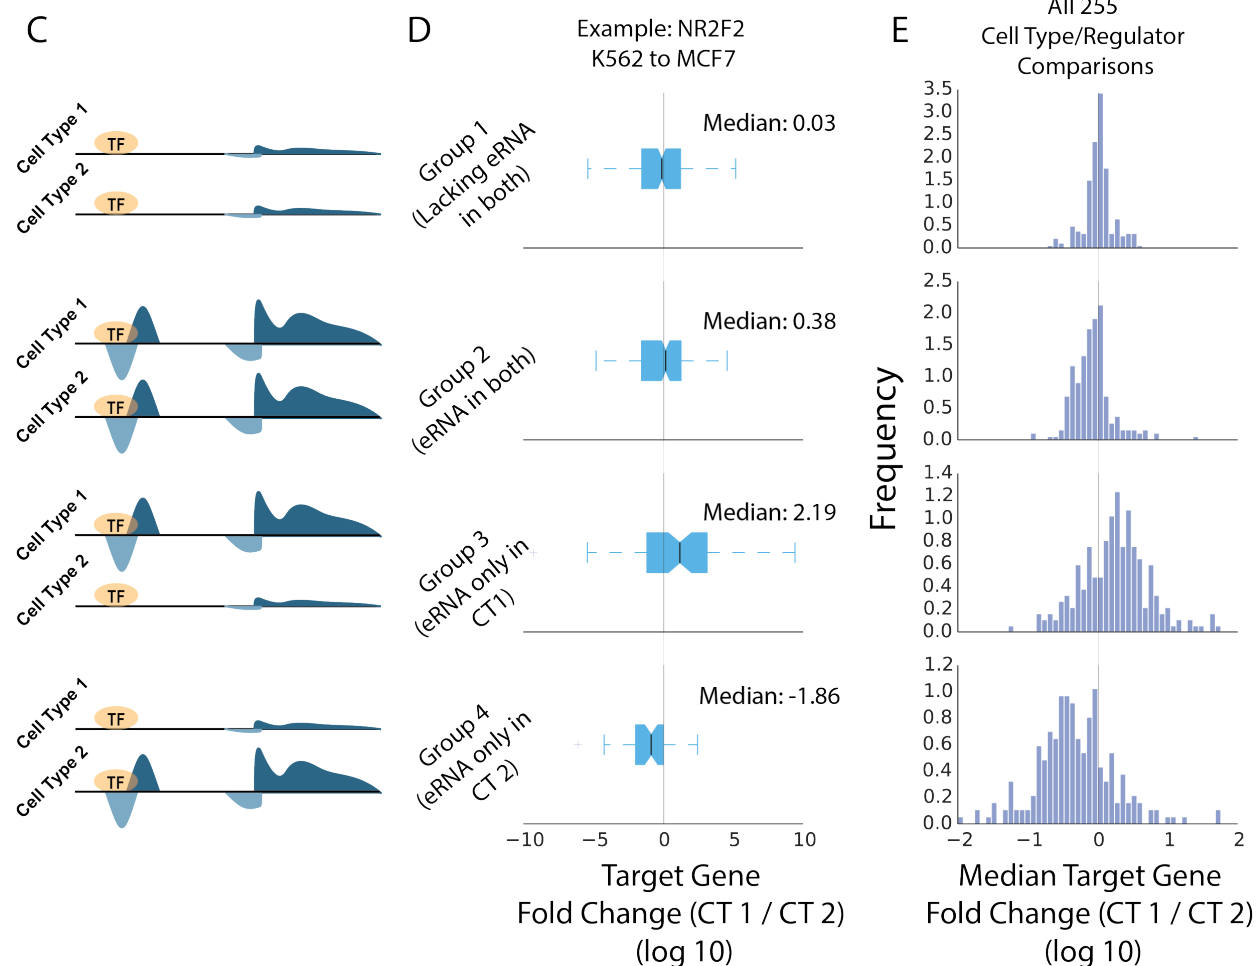 C
Cell Type 1
TF
Cell Type 2
TF
Cell Type 1
TF
Cell Type 2
TF
Cell Type 1
TF
Cell Type 2
TF
Cell Type 1
TF
Cell Type 2
TF
D
Example: NR2F2
K562 to MCF7
Group 1
(Lacking eRNA
in both)
Median: 0.03
Group 2
(eRNA in both)
Median: 0.38
Group 3
(eRNA only in
CT1)
Median: 2.19
Group 4
(eRNA only in
CT 2)
Median: -1.86
−10 −5 0 5 10
Target Gene
Fold Change (CT 1 / CT 2)
(log 10)
E
All 255
Cell Type/Regulator
Comparisons
Frequency
3.5
3.0
2.5
2.0
1.5
1.0
0.5
0.0
2.5
2.0
1.5
1.0
0.5
0.0
1.4
1.2
1.0
0.8
0.6
0.4
0.2
0.0
1.2
1.0
0.8
0.6
0.4
0.2
0.0
−2 −1 0 1 2
Median Target Gene
Fold Change (CT 1 / CT 2)
(log 10)